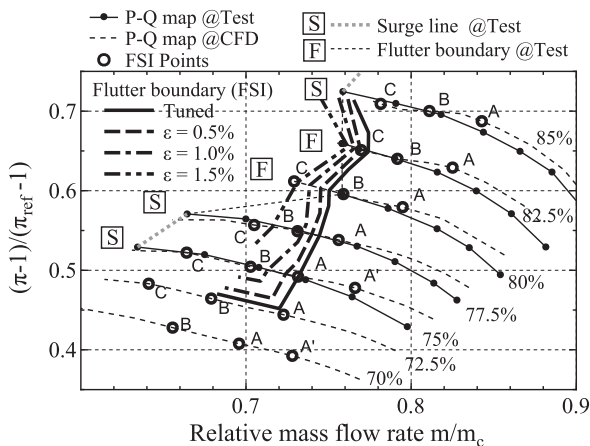 P-Q map @Test
P-Q map @CFD
FSI Points
S Surge line @Test
F Flutter boundary @Test
Flutter boundary (FSI)
Tuned
ε = 0.5%
ε = 1.0%
ε = 1.5%
S
F
F
S
S
C B A
85%
C B A
82.5%
C B A
80%
C B A
77.5%
C B A A'
75%
C B A
72.5%
B A A'
70%
0.7
0.6
0.5
0.4
(π-1)/(π_ref -1)
0.7 0.8 0.9
Relative mass flow rate m/m_c